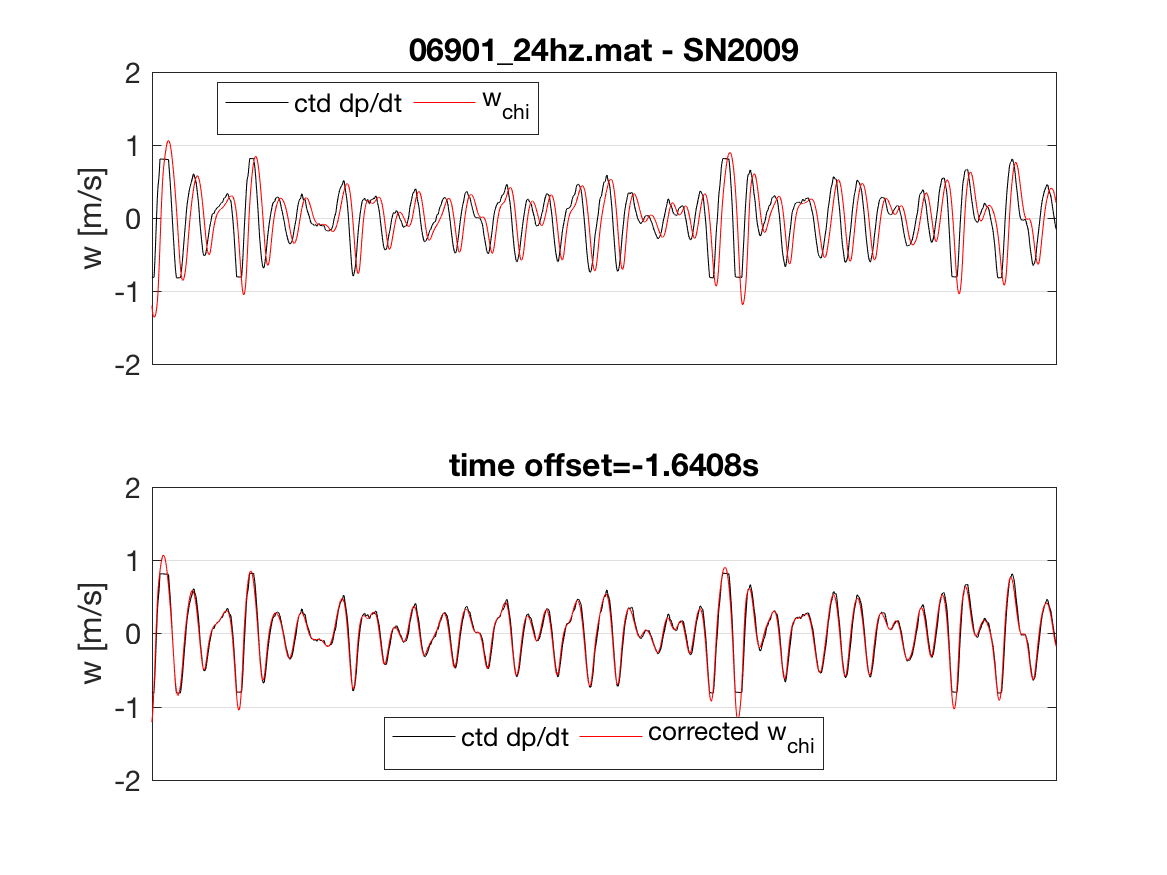 06901_24hz.mat - SN2009
2
1
0
-1
-2
w [m/s]
ctd dp/dt w_chi
time offset=-1.6408s
2
1
0
-1
-2
w [m/s]
ctd dp/dt corrected w_chi